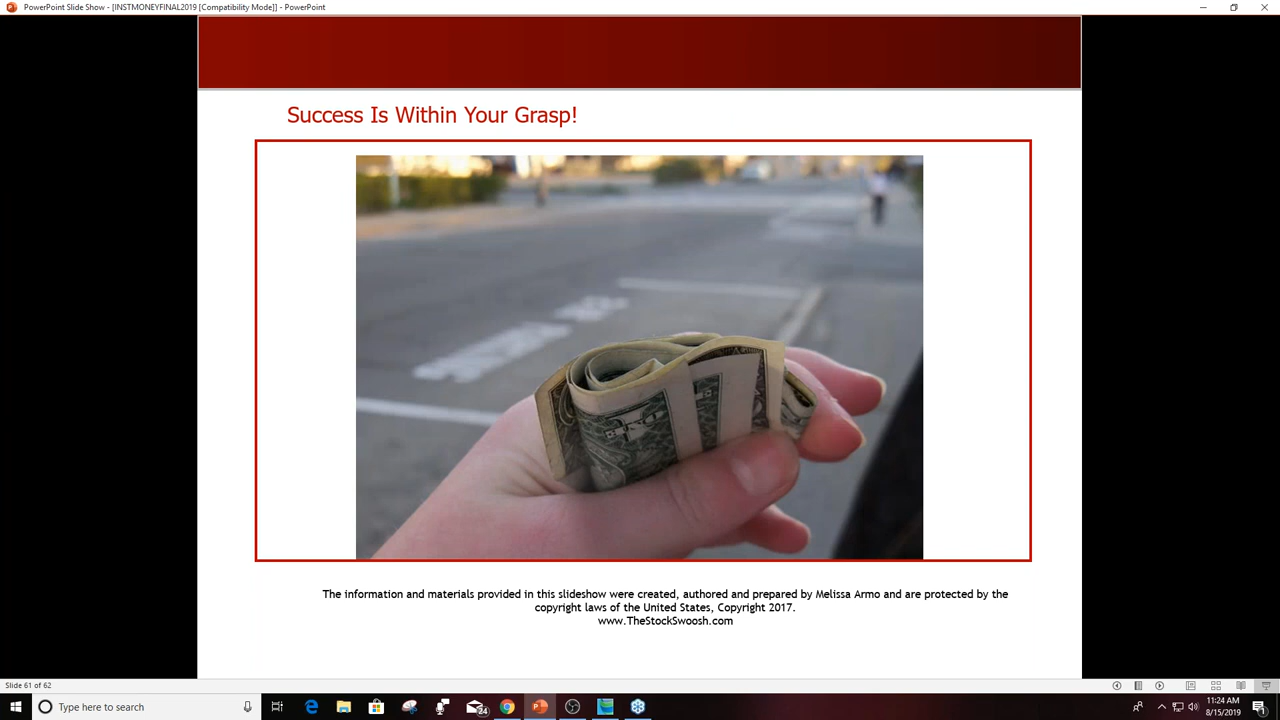 PowerPoint Slide Show - [INSTMONEYFINAL2019 [Compatibility Mode]] - PowerPoint
Success Is Within Your Grasp!
The information and materials provided in this slideshow were created, authored and prepared by Melissa Armo and are protected by the
copyright laws of the United States, Copyright 2017.
www.TheStockSwoosh.com
Slide 61 of 62
Type here to search
24
11:24 AM
8/15/2019
1